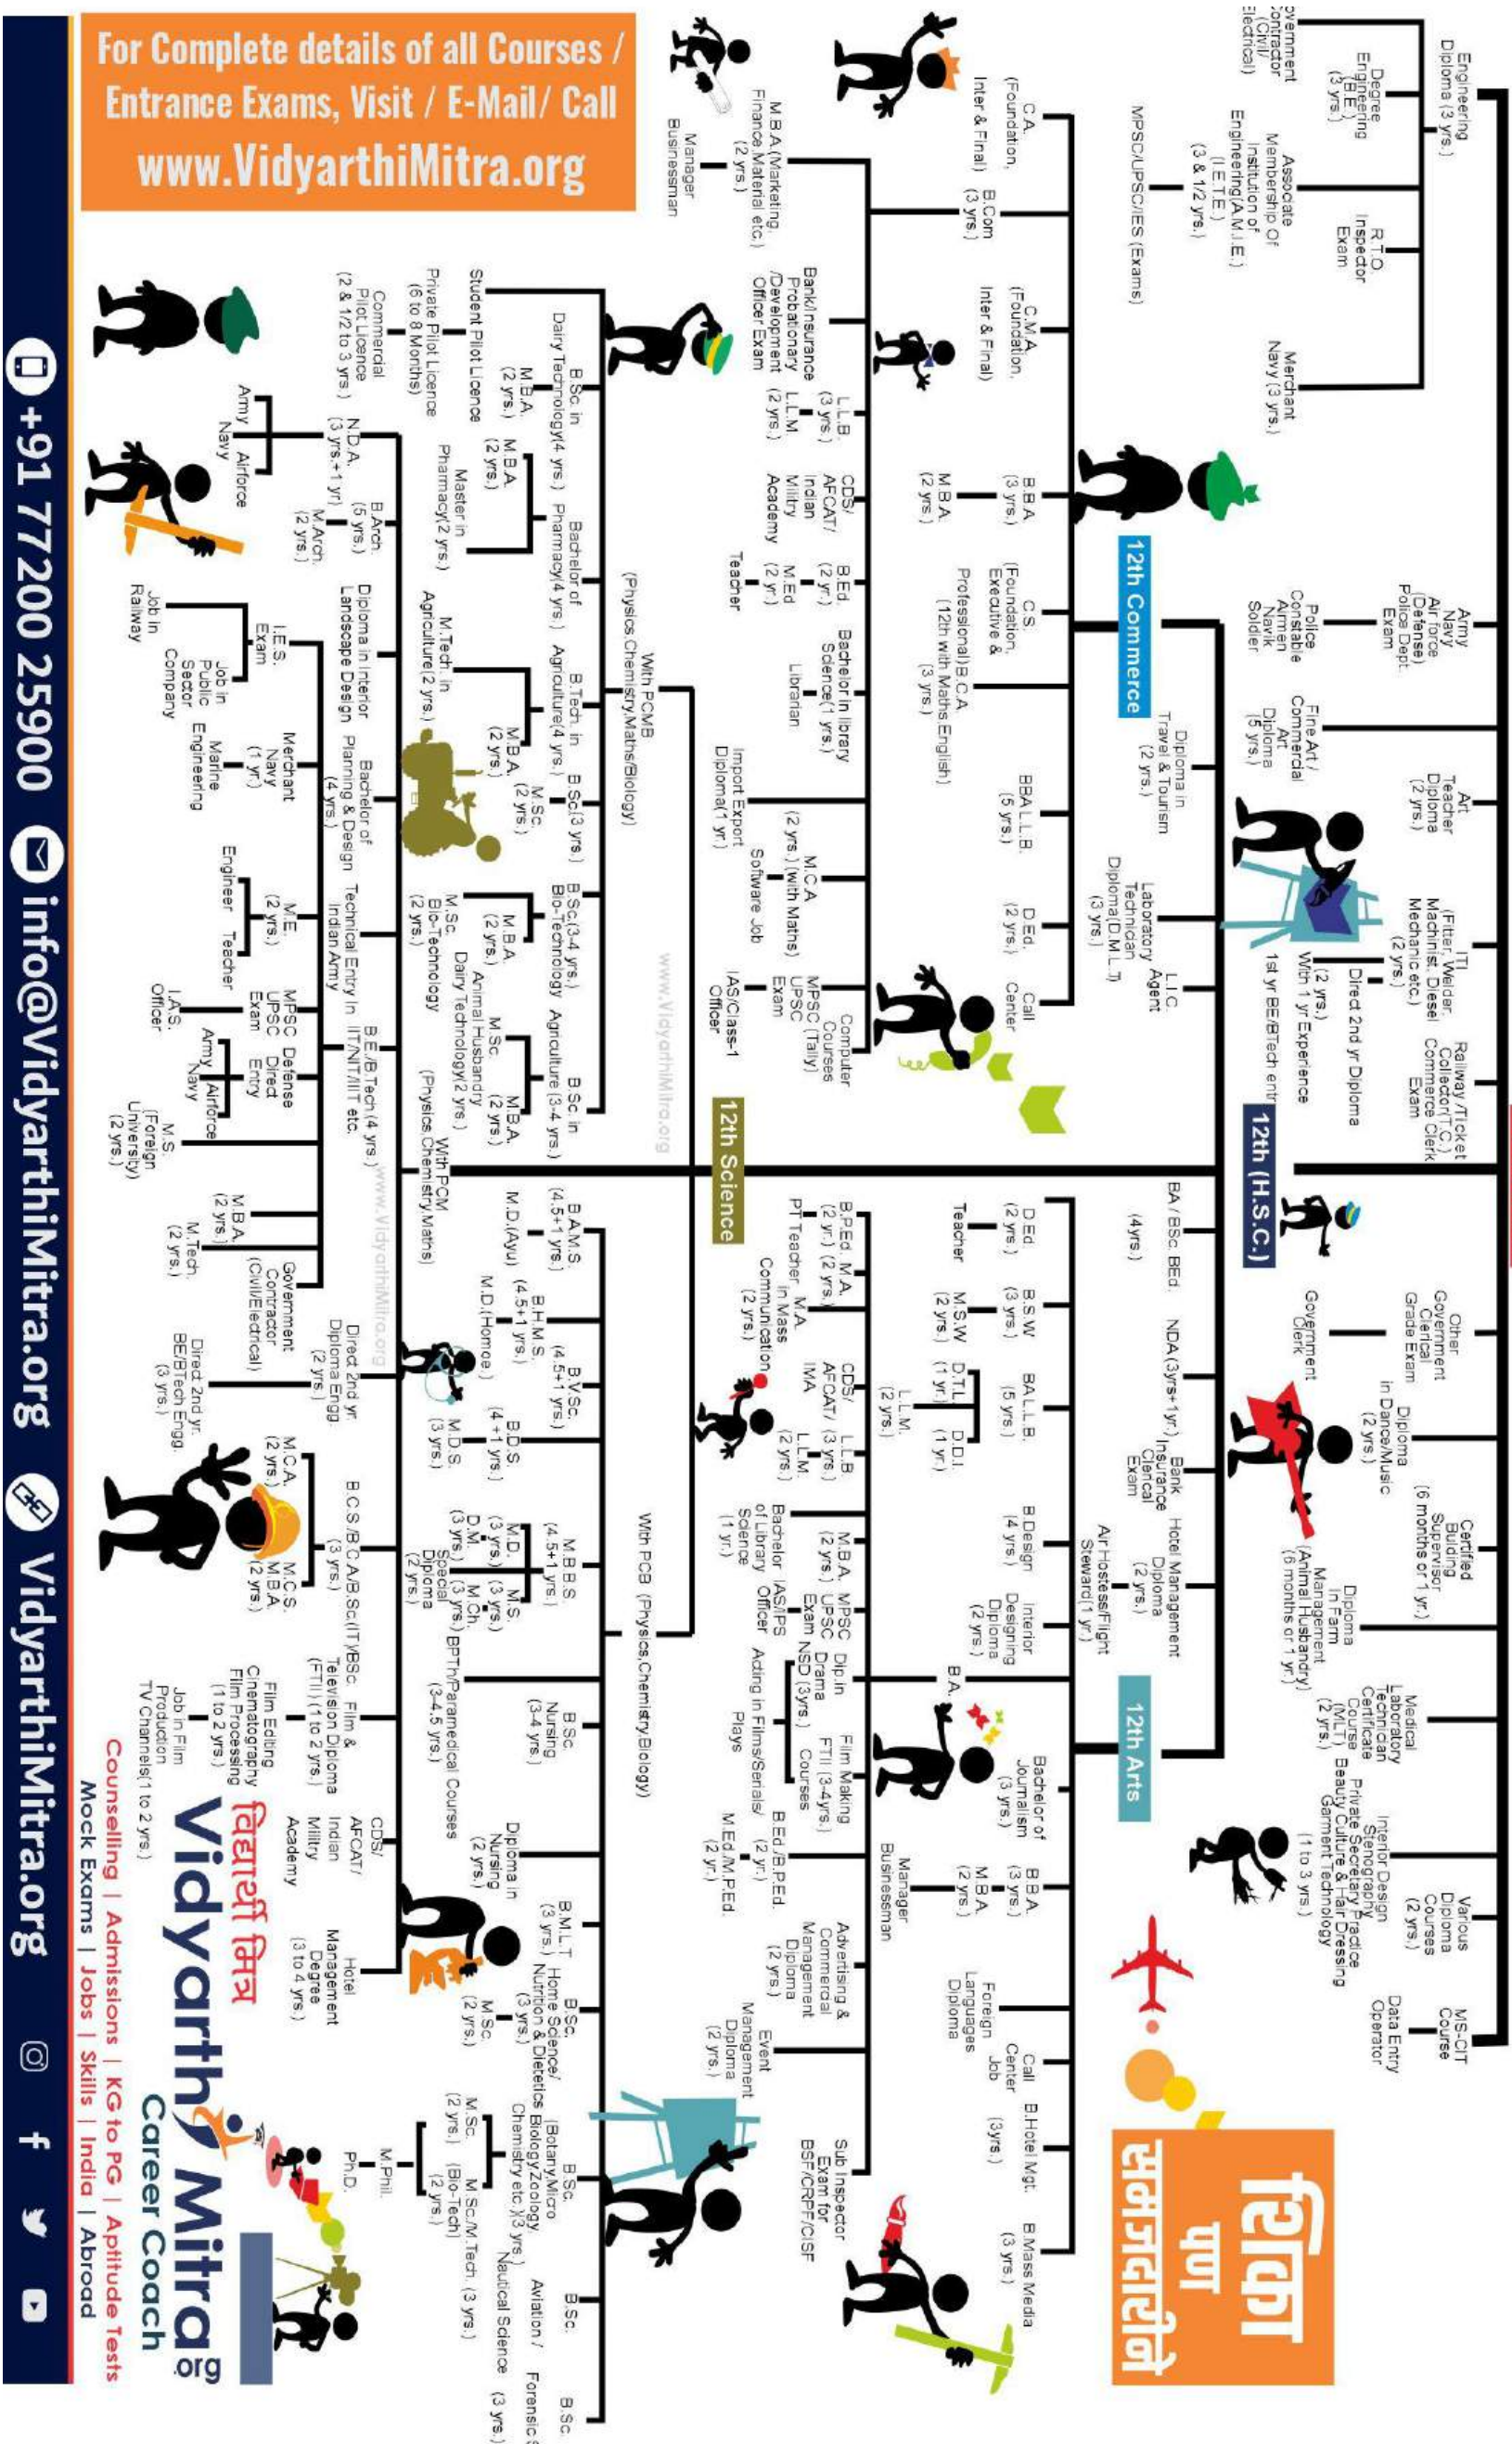 Engineering
Diploma (3 yrs.)
Degree
Engineering
(B.E.)
(3 yrs.)
R.T.O.
Inspector
Exam
(Civil/
Electrical)
Associate
Membership Of
Institution of
Engineering(A.M.I.E.)
(I.E.T.E.)
(3 & 1/2 yrs.)
MPSC/UPSC/IES (Exams)
Merchant
Navy (3 yrs.)
Army
Navy
Air force
(Defense)
Police Dept.
Exam
Police
Constable
Airmen
Navik
Soldier
Fine Art /
Commercial
Art
Diploma
(5 yrs.)
Art
Teacher
Diploma
(2 yrs.)
ITI
(Fitter, Welder,
Machinist, Diesel
Mechanic etc.)
(2 yrs.)
Direct 2nd yr Diploma
(2 yrs.)
With 1 yr Experience
1st yr BE/BTech entr
Railway /Ticket
Collector(T.C.)
Commerce Clerk
Exam
Other
Government
Clerical
Grade Exam
Government
Clerk
Diploma
in Dance/Music
(2 yrs.)
Certified
Bulding
Supervisor
(6 months or 1 yr.)
Diploma
In Farm
Management
(Animal Husbandry)
(6 months or 1 yr.)
Medical
Laboratory
Technician
Certificate
Course
(MLT)
(2 yrs.)
Interior Design
Stenography
Private Secretary Practice
Beauty Culture & Hair Dressing
Garment Technology
(1 to 3 yrs.)
Various
Diploma
Courses
(2 yrs.)
MS-CIT
Course
Data Entry
Operator
शिका
पण
समजदारीने
12th (H.S.C.)
Diploma in
Travel & Tourism
(2 yrs.)
Laboratory
Technician
Diploma(D.M.L.T)
(3 yrs.)
L.I.C.
Agent
BA / BSc. BEd.
(4yrs.)
NDA (3yrs+1yr.)
Bank
Insurance
Clerical
Exam
Hotel Management
Diploma
(2 yrs.)
Air Hostess/Flight
Steward(1 yr.)
12th Commerce
12th Arts
C.A.
(Foundation,
Inter & Final)
B.Com
(3 yrs.)
C.M.A.
(Foundation,
Inter & Final)
B.B.A.
(3 yrs.)
M.B.A.
(2 yrs.)
C.S.
(Foundation,
Executive &
Professional)
B.C.A.
(12th with Maths,English)
(3 yrs.)
BBA L.L.B.
(5 yrs.)
D.Ed.
(2 yrs.)
Call
Center
M.B.A.(Marketing,
Finance,Material etc.)
(2 yrs.)
Manager
Businessman
Bank/Insurance
Probationary
/Development
Officer Exam
L.L.B.
(3 yrs.)
L.L.M.
(2 yrs.)
CDS/
AFCAT/
Indian
Militry
Academy
B.Ed.
(2 yr.)
M.Ed
(2 yr.)
Teacher
Bachelor in library
Science(1 yrs.)
Librarian
Import Export
Diploma(1 yr.)
M.C.A
(2 yrs.)(with Maths)
Software Job
MPSC
UPSC
Exam
IAS/Class-1
Officer
Computer
Courses
(Tally)
D.Ed.
(2 yrs.)
Teacher
B.S.W
(3 yrs.)
M.S.W
(2 yrs.)
BA L.L.B.
(5 yrs.)
D.T.L.
(1 yr.)
D.D.I.
(1 yr.)
L.L.M.
(2 yrs.)
B.Design
(4 yrs.)
Interior
Designing
Diploma
(2 yrs.)
B.A.
Bachelor of
Journalism
(3 yrs.)
B.B.A.
(3 yrs.)
M.B.A.
(2 yrs.)
Manager
Businessman
Foreign
Languages
Diploma
Call
Center
Job
B.Hotel Mgt.
(3yrs.)
B.Mass Media
(3 yrs.)
B.P.Ed.
(2 yr.)
PT Teacher
M.A.
(2 yrs.)
M.A.
in Mass
Communication
(2 yrs.)
CDS/
AFCAT/
IMA
L.L.B
(3 yrs.)
L.L.M.
(2 yrs.)
Bachelor
of Library
Science
(1 yr.)
M.B.A.
(2 yrs.)
MPSC
UPSC
Exam
IAS/IPS
Officer
Dip.in
Drama
NSD (3yrs.)
Film Making
FTII (3-4yrs.)
Courses
Acting in Films/Serials/
Plays
B.Ed./B.P.Ed.
(2 yr.)
M.Ed./M.P.Ed.
(2 yr.)
Advertising &
Commercial
Management
Diploma
(2 yrs.)
Event
Management
Diploma
(2 yrs.)
Sub Inspector
Exam for
BSF/CRPF/CISF
12th Science
www.VidyarthiMitra.org
With PCMB
(Physics,Chemistry,Maths/Biology)
With PCB (Physics,Chemistry,Biology)
Student Pilot Licence
Private Pilot Licence
(6 to 8 Months)
Commercial
Pilot Licence
(2 & 1/2 to 3 yrs.)
B.Sc. in
Dairy Technology(4 yrs.)
M.B.A.
(2 yrs.)
Bachelor of
Pharmacy(4 yrs.)
M.B.A.
(2 yrs.)
Master in
Pharmacy(2 yrs.)
B.Tech. in
Agriculture(4 yrs.)
M.Tech. in
Agriculture(2 yrs.)
M.B.A.
(2 yrs.)
B.Sc(3 yrs.)
M.Sc.
(2 yrs.)
B.Sc.(3-4 yrs.)
Bio-Technology
M.B.A.
(2 yrs.)
M.Sc.
Bio-Technology
(2 yrs.)
B.Sc. in
Agriculture (3-4 yrs.)
M.Sc.
Animal Husbandry
Dairy Technology(2 yrs.)
M.B.A.
(2 yrs.)
B.A.M.S.
(4.5+1 yrs.)
M.D.(Ayu)
B.H.M.S.
(4.5+1 yrs.)
M.D.(Homoe.)
B.V.Sc.
(4.5+1 yrs.)
B.D.S.
(4 +1 yrs.)
M.D.S.
(3 yrs.)
M.B.B.S.
(4.5+1 yrs.)
M.D.
(3 yrs.)
M.S.
(3 yrs.)
D.M.
(3 yrs.)
M.Ch.
(3 yrs.)
Special
Diploma
(2 yrs.)
BPTh/Paramedical Courses
(3-4.5 yrs.)
B.Sc.
Nursing
(3-4 yrs.)
Diploma in
Nursing
(2 yrs.)
B.M.L.T
(3 yrs.)
B.Sc.
Home Science/
Nutrition & Dietetics
(3 yrs.)
M.Sc.
(2 yrs.)
B.Sc.
(Botany,Micro
Biology,Zoology
Chemistry etc.)(3 yrs.)
M.Sc.
(2 yrs.)
M.Sc./M.Tech. (3 yrs.)
(Bio-Tech)
(2 yrs.)
M.Phil.
Ph.D.
B.Sc.
Aviation /
Nautical Science
(3 yrs.)
B.Sc.
Forensic
With PCM
(Physics,Chemistry,Maths)
www.VidyarthiMitra.org
N.D.A.
(3 yrs.+1 yr)
Army
Airforce
Navy
B.Arch.
(5 yrs.)
M.Arch.
(2 yrs.)
Diploma in Interior
Landscape Design
Bachelor of
Planning & Design
(4 yrs.)
Technical Entry In
Indian Army
B.E./B.Tech.(4 yrs.)
IIT/NIT/IIIT etc.
Direct 2nd yr.
Diploma Engg
(2 yrs.)
Direct 2nd yr.
BE/BTech Engg.
(3 yrs.)
B.C.S./B.C.A/B.Sc(IT)/BSc.
(3 yrs.)
M.C.A.
(2 yrs.)
M.C.S.
M.B.A.
(2 yrs.)
Film &
Television Diploma
(FTII) (1 to 2 yrs.)
Film Editing
Cinematography
Film Processing
(1 to 2 yrs.)
Job in Film
Production
TV Channels(1 to 2 yrs.)
CDS/
AFCAT/
Indian
Militry
Academy
Hotel
Management
Degree
(3 to 4 yrs.)
I.E.S.
Exam
Job in
Railway
Job in
Public
Sector
Company
Merchant
Navy
(1 yr.)
Marine
Engineering
M.E.
(2 yrs.)
Engineer
Teacher
MPSC
UPSC
Exam
I.A.S.
Officer
Defense
Direct
Entry
Army
Airforce
Navy
M.S.
(Foreign
University)
(2 yrs.)
M.B.A.
(2 yrs.)
M.Tech.
(2 yrs.)
Government
Contractor
(Civil/Electrical)
For Complete details of all Courses /
Entrance Exams, Visit / E-Mail/ Call
www.VidyarthiMitra.org
विद्यार्थी मित्र
Vidyarthi Mitra.org
Career Coach
Counselling | Admissions | KG to PG | Aptitude Tests
Mock Exams | Jobs | Skills | India | Abroad
+91 77200 25900 info@VidyarthiMitra.org VidyarthiMitra.org